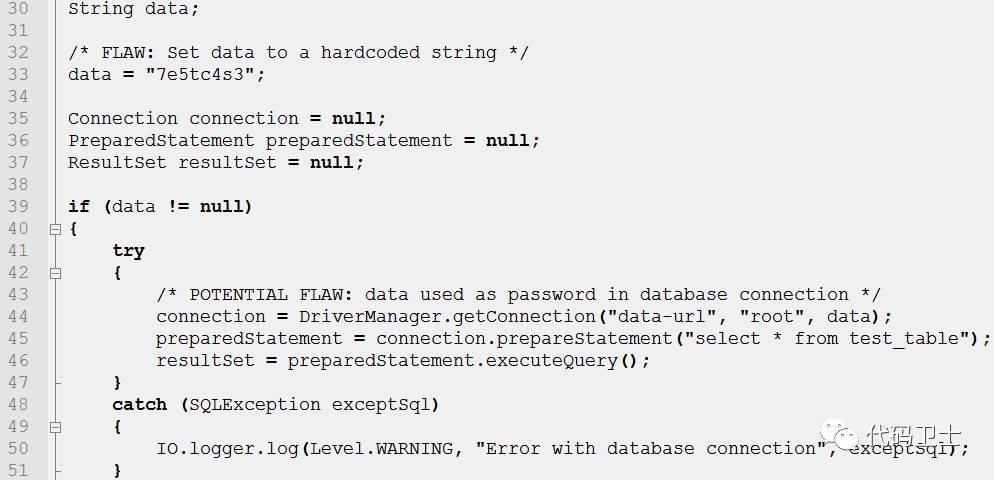 30 String data;
31
32 /* FLAW: Set data to a hardcoded string */
33 data = "7e5tc4s3";
34
35 Connection connection = null;
36 PreparedStatement preparedStatement = null;
37 ResultSet resultSet = null;
38
39 if (data != null)
40 {
41 try
42 {
43 /* POTENTIAL FLAW: data used as password in database connection */
44 connection = DriverManager.getConnection("data-url", "root", data);
45 preparedStatement = connection.prepareStatement("select * from test_table");
46 resultSet = preparedStatement.executeQuery();
47 }
48 catch (SQLException exceptSql)
49 {
50 IO.logger.log(Level.WARNING, "Error with database connection", exceptSql);
51 }
代码卫士